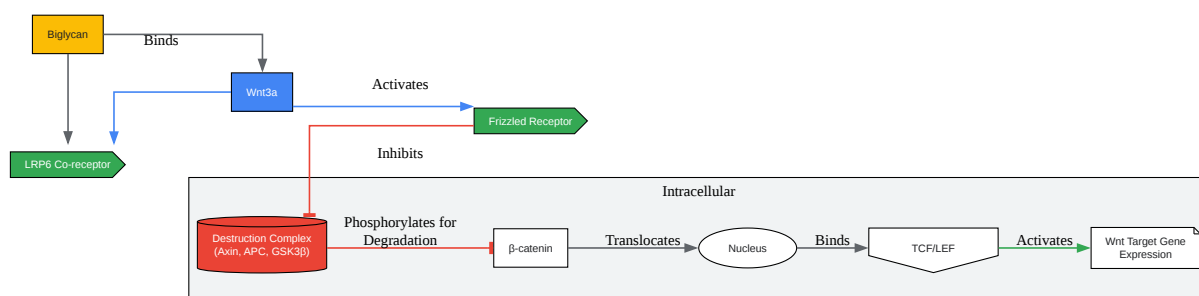 Biglycan
Binds
Wnt3a
Activates
Frizzled Receptor
LRP6 Co-receptor
Inhibits
Intracellular
Phosphorylates for
Degradation
Destruction Complex
(Axin, APC, GSK3β)
β-catenin
Translocates
Nucleus
Binds
TCF/LEF
Activates
Wnt Target Gene
Expression